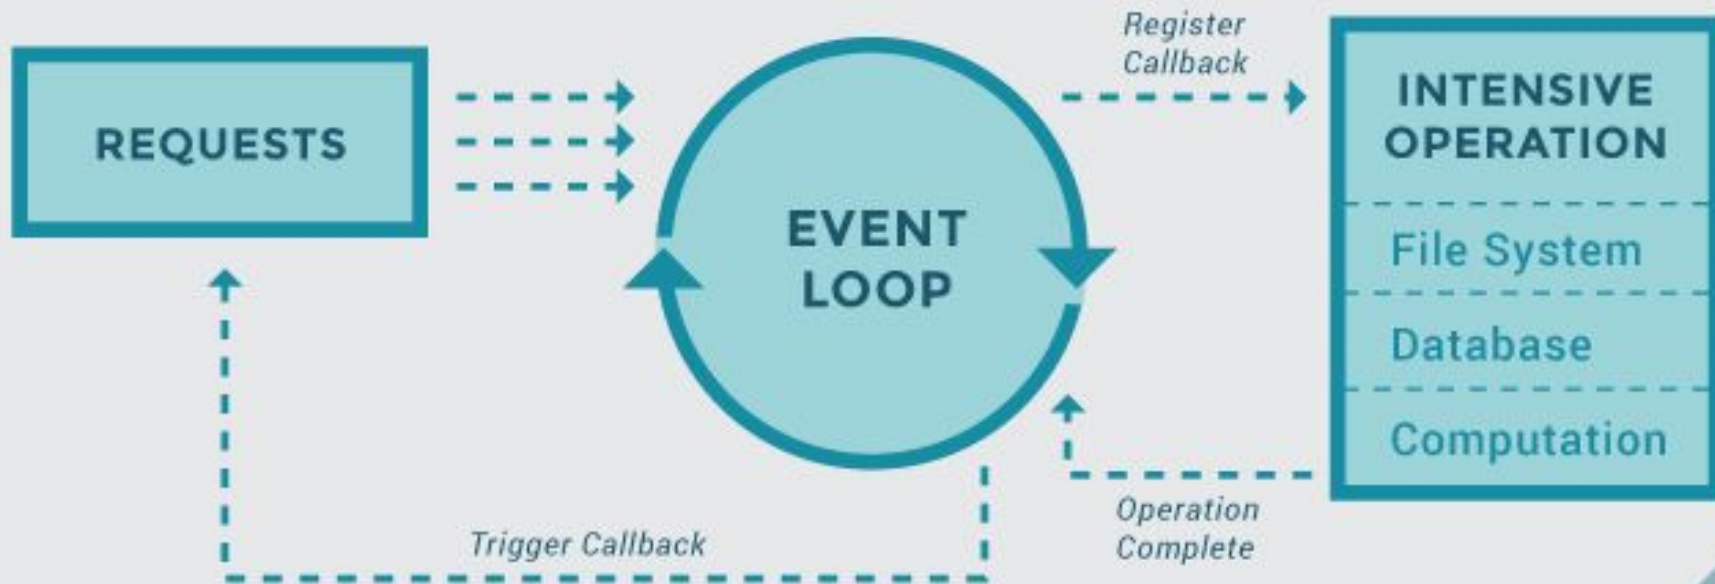 REQUESTS
EVENT
LOOP
Register
Callback
INTENSIVE
OPERATION
File System
Database
Computation
Operation
Complete
Trigger Callback